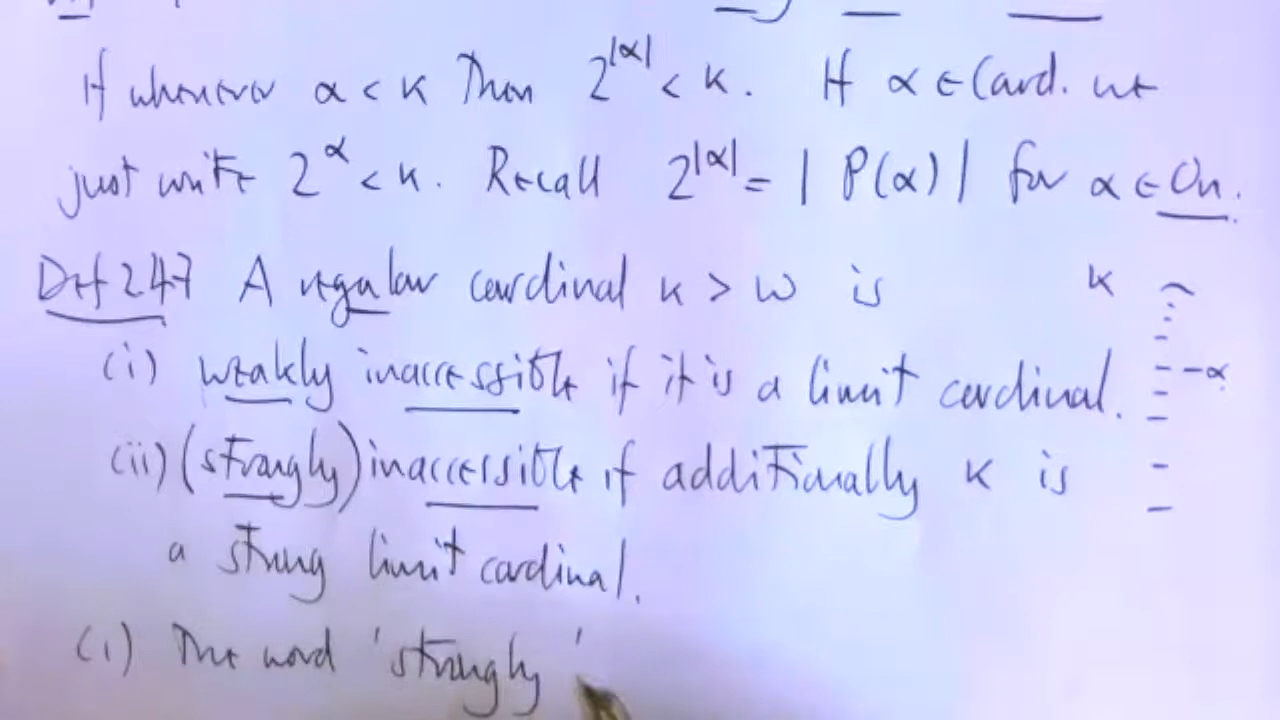 If whenever α < κ Then 2^|α| < κ. If α ∈ Card. we
just write 2^α < κ. Recall 2^|α| = | P(α) | for α ∈ On.
Def 2.47 A regular cardinal κ > ω is κ
(i) weakly inaccessible if it is a limit cardinal. - α
(ii) (strongly) inaccessible if additionally κ is
a strong limit cardinal.
(i) The word 'strongly'